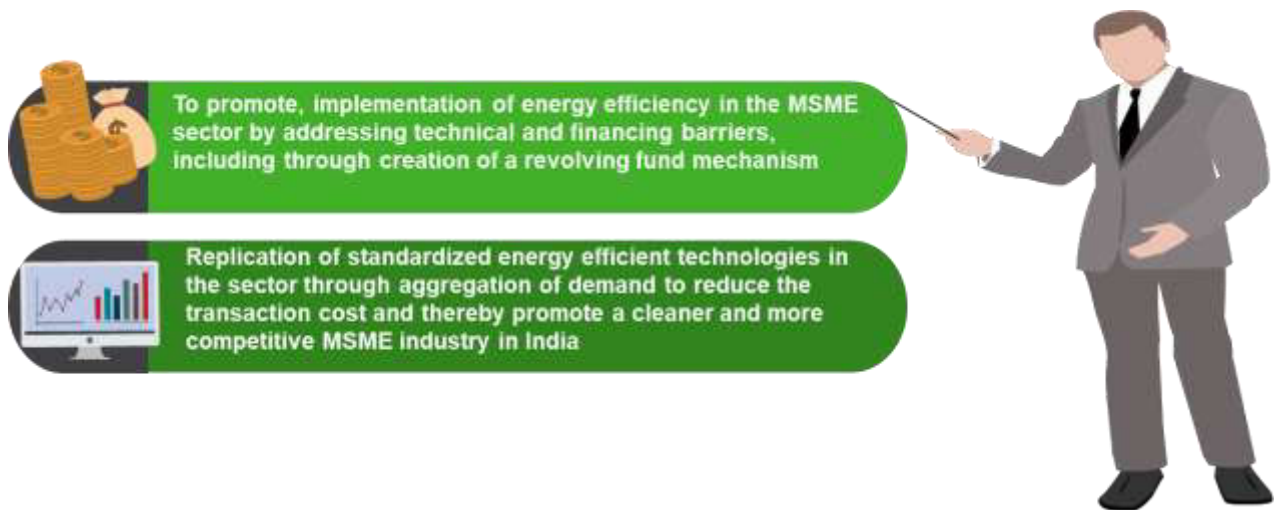 To promote, implementation of energy efficiency in the MSME
sector by addressing technical and financing barriers,
including through creation of a revolving fund mechanism
Replication of standardized energy efficient technologies in
the sector through aggregation of demand to reduce the
transaction cost and thereby promote a cleaner and more
competitive MSME industry in India